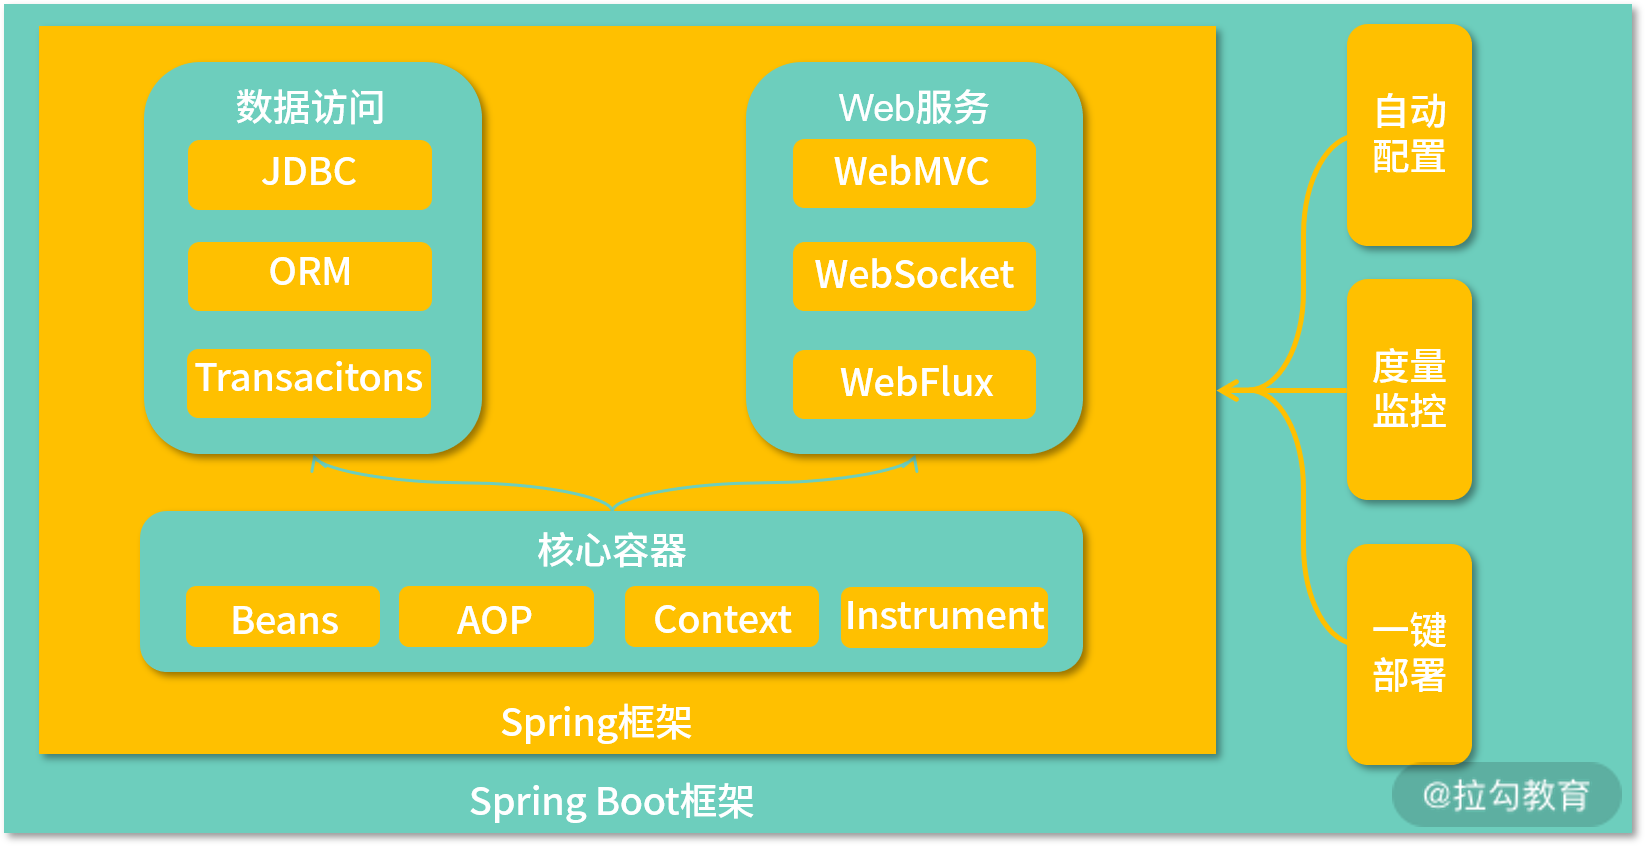 数据访问
JDBC
ORM
Transacitons
Web服务
WebMVC
WebSocket
WebFlux
核心容器
Beans
AOP
Context
Instrument
Spring框架
Spring Boot框架
自动
配置
度量
监控
一键
部署
@拉勾教育